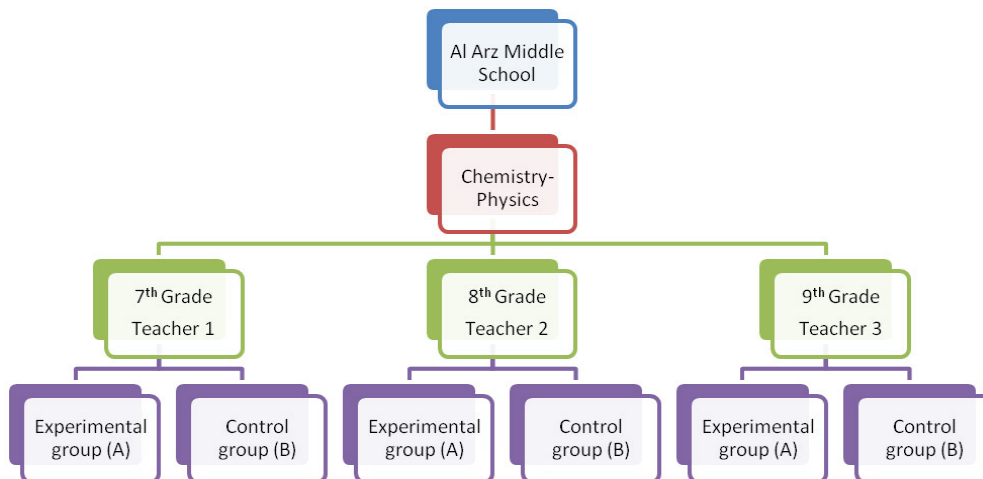 Al Arz Middle
School
Chemistry-
Physics
7th Grade
Teacher 1
8th Grade
Teacher 2
9th Grade
Teacher 3
Experimental
group (A)
Control
group (B)
Experimental
group (A)
Control
group (B)
Experimental
group (A)
Control
group (B)